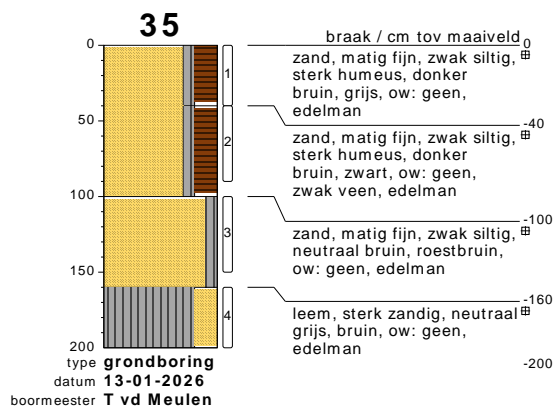 35
braak / cm tov maaiveld
0
0
zand, matig fijn, zwak siltig,
sterk humeus, donker
bruin, grijs, ow: geen,
edelman
1
-40
50
2
zand, matig fijn, zwak siltig,
sterk humeus, donker
bruin, zwart, ow: geen,
zwak veen, edelman
100
-100
3
zand, matig fijn, zwak siltig,
neutraal bruin, roestbruin,
ow: geen, edelman
150
-160
4
leem, sterk zandig, neutraal
grijs, bruin, ow: geen,
edelman
200
-200
type grondboring
datum 13-01-2026
boormeester T vd Meulen